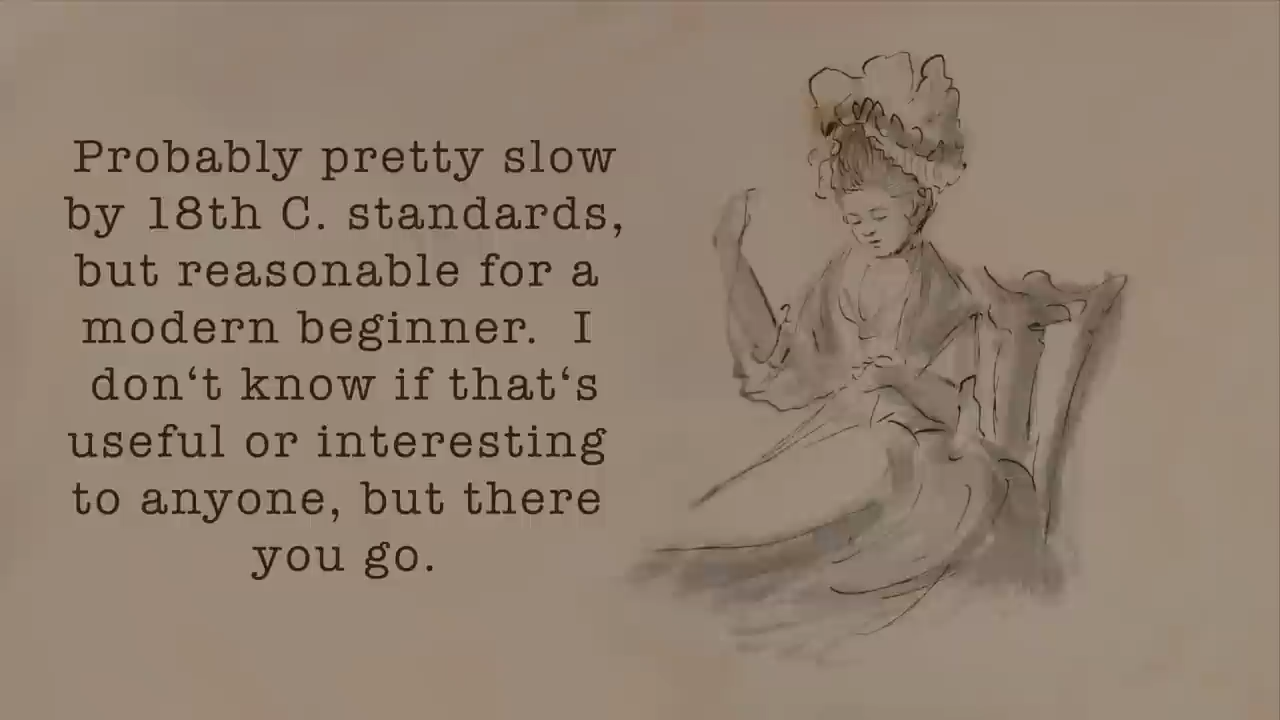 Probably pretty slow
by 18th C. standards,
but reasonable for a
modern beginner.  I
don‘t know if that‘s
useful or interesting
to anyone, but there
you go.